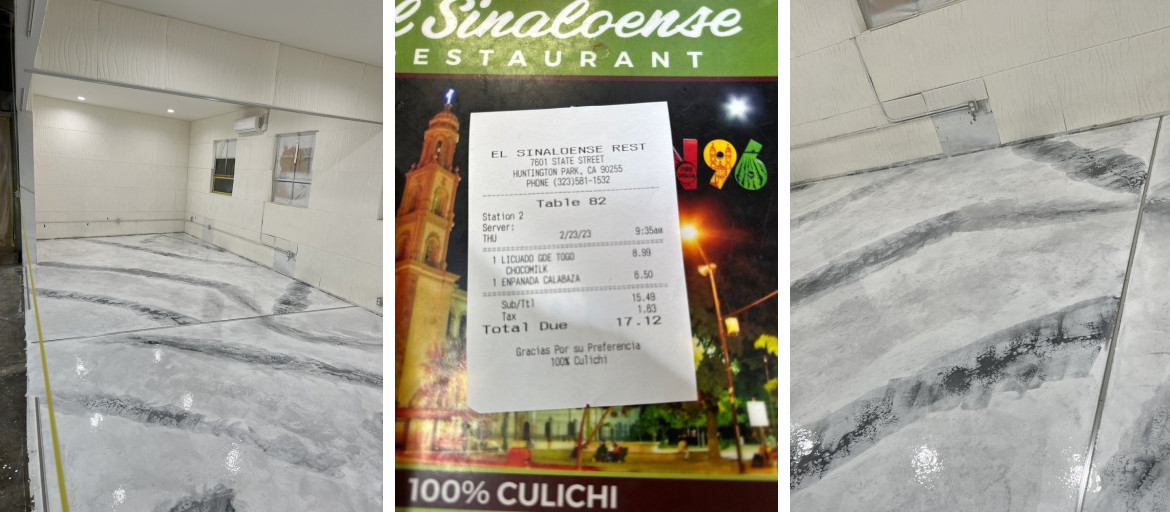 El Sinaloense
RESTAURANT
N96
EL SINALOENSE REST
7601 STATE STREET
HUNTINGTON PARK, CA 90255
PHONE (323)581-1532
Table 82
Station 2
Server:
THU 2/23/23 9:35am
1 LICUADO GDE TOGO 8.99
CHOCOMILK
1 ENPANADA CALABAZA 6.50
Sub/Ttl 15.49
Tax 1.63
Total Due 17.12
Gracias Por su Preferencia
100% Culichi
100% CULICHI